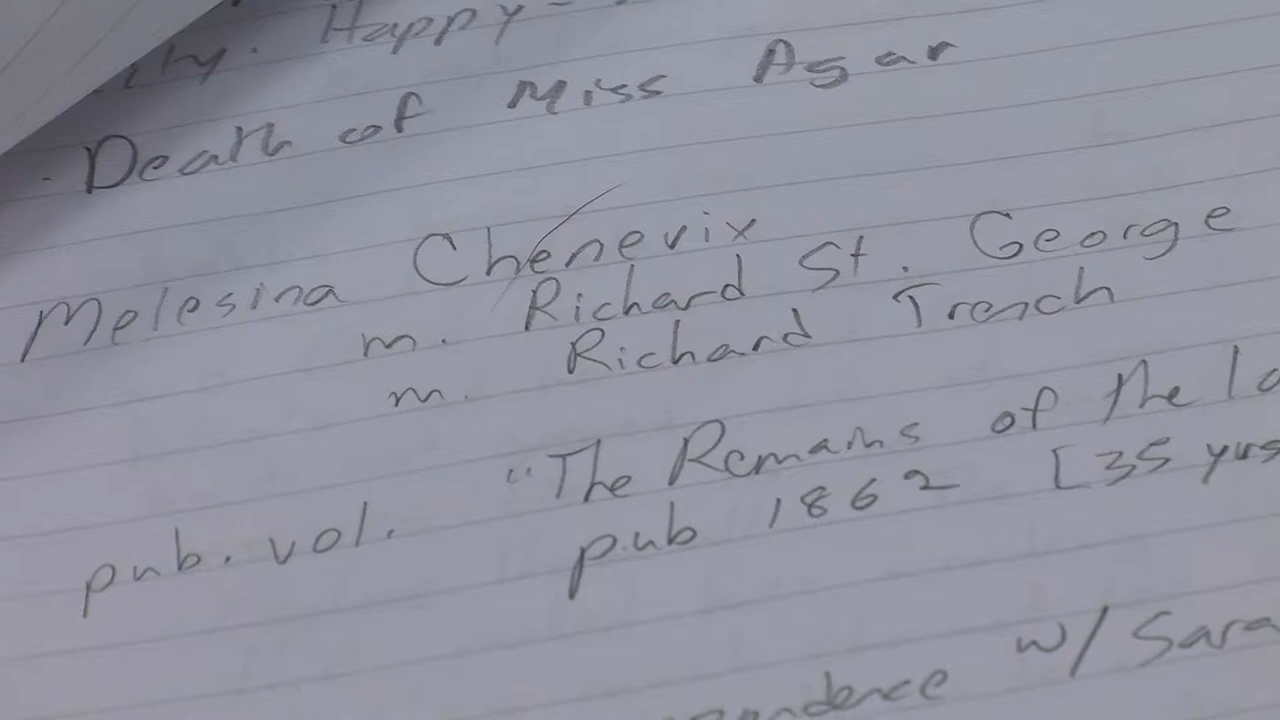 Happy -
. Death of Miss Agar
Melesina Chenevix
m. Richard St. George
m. Richard Trench
pub. vol. "The Remains of the
pub 1862 [35 yrs
w/ Sara